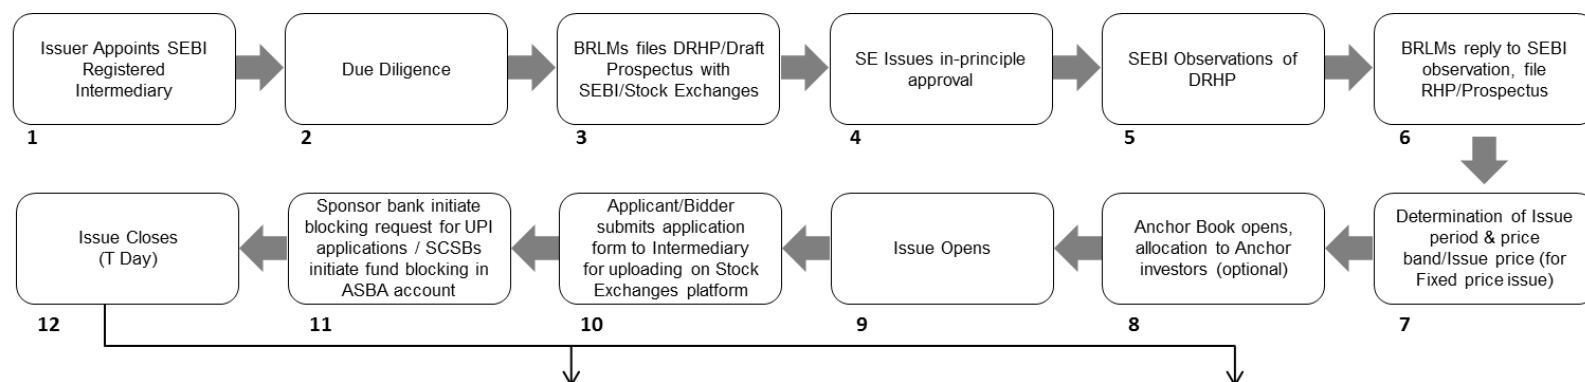 Issuer Appoints SEBI
Registered
Intermediary
1
Due Diligence
2
BRLMs files DRHP/Draft
Prospectus with
SEBI/Stock Exchanges
3
SE Issues in-principle
approval
4
SEBI Observations of
DRHP
5
BRLMs reply to SEBI
observation, file
RHP/Prospectus
6
Determination of Issue
period & price
band/Issue price (for
Fixed price issue)
7
Anchor Book opens,
allocation to Anchor
investors (optional)
8
Issue Opens
9
Applicant/Bidder
submits application
form to Intermediary
for uploading on Stock
Exchanges platform
10
Sponsor bank initiate
blocking request for UPI
applications / SCSBs
initiate fund blocking in
ASBA account
11
Issue Closes
(T Day)
12